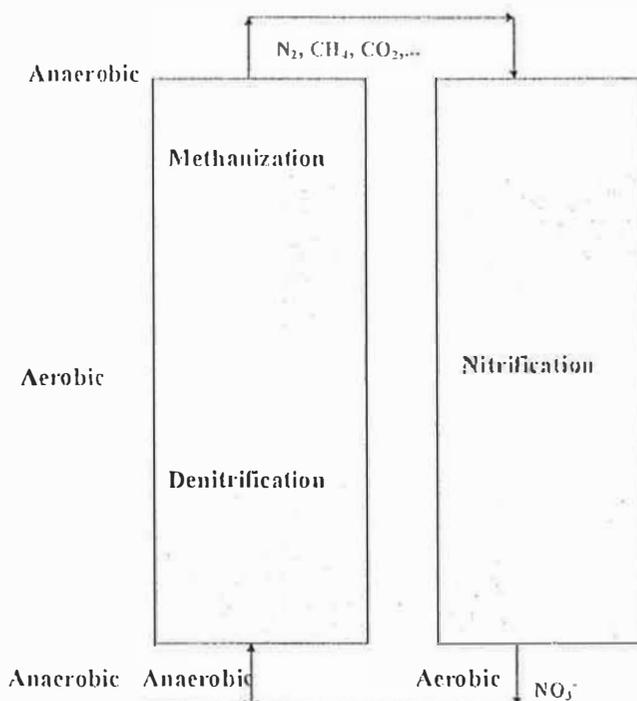 N₂, CH₄, CO₂,...
Anaerobic
Methanization
Aerobic
Nitrification
Denitrification
Anaerobic Anaerobic Aerobic NO₃⁻